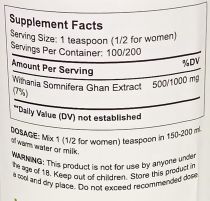 Supplement Facts
Serving Size: 1 teaspoon (1/2 for women)
Servings Per Container: 100/200
Amount Per Serving %DV
Withania Somnifera Ghan Extract 500/1000 mg
(7%)
**Daily Value (DV) not established
DOSAGE: Mix 1 (1/2 for women) teaspoon in 150-200 ml
of warm water or milk.
WARNING: This product is not for use by anyone under
the age of 18. Keep out of children. Store this product in
a cool and dry place. Do not exceed recommended dose.